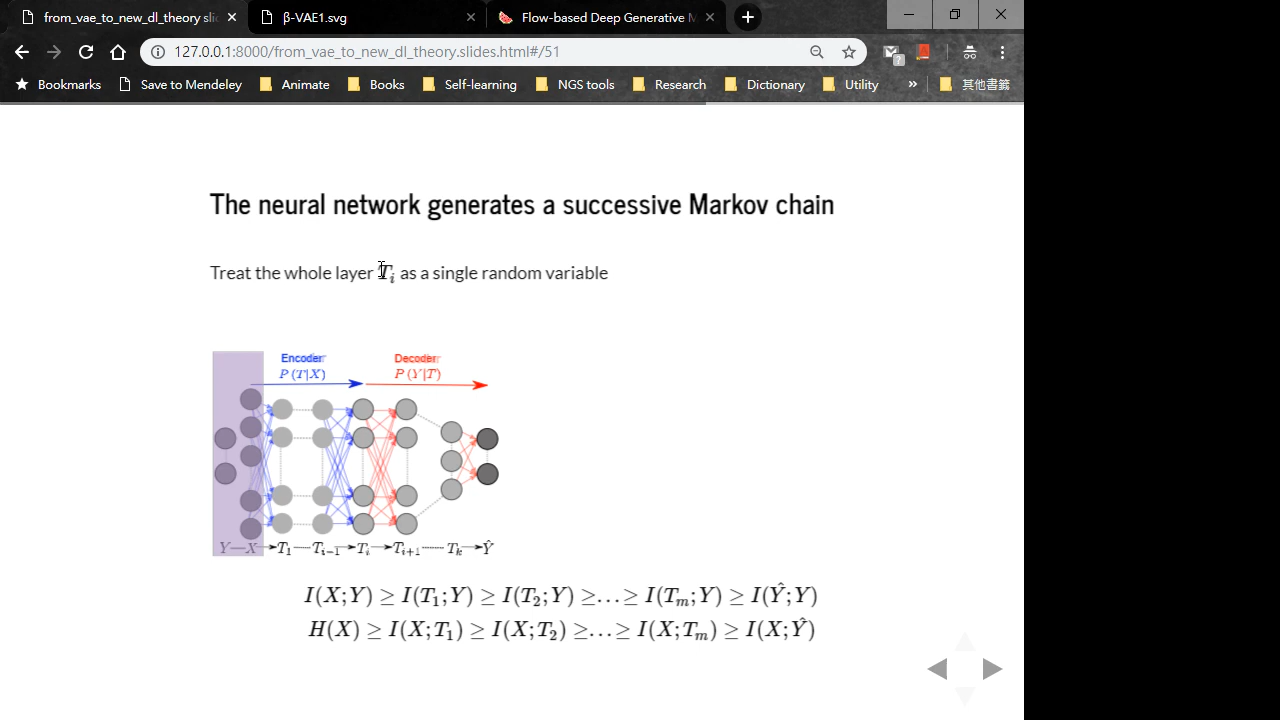 from_vae_to_new_dl_theory slid
β-VAE1.svg
Flow-based Deep Generative M
127.0.0.1:8000/from_vae_to_new_dl_theory.slides.html#/51
?
Bookmarks Save to Mendeley Animate Books Self-learning NGS tools Research Dictionary Utility » 其他書籤
The neural network generates a successive Markov chain
Treat the whole layer T_i as a single random variable
Encoder Decoder
P(T|X) P(Y|T)
Y—X→T_1----T_{i-1}→T_i→T_{i+1}······T_k→Ŷ
I(X;Y) ≥ I(T_1;Y) ≥ I(T_2;Y) ≥...≥ I(T_m;Y) ≥ I(Ŷ;Y)
H(X) ≥ I(X;T_1) ≥ I(X;T_2) ≥...≥ I(X;T_m) ≥ I(X;Ŷ)